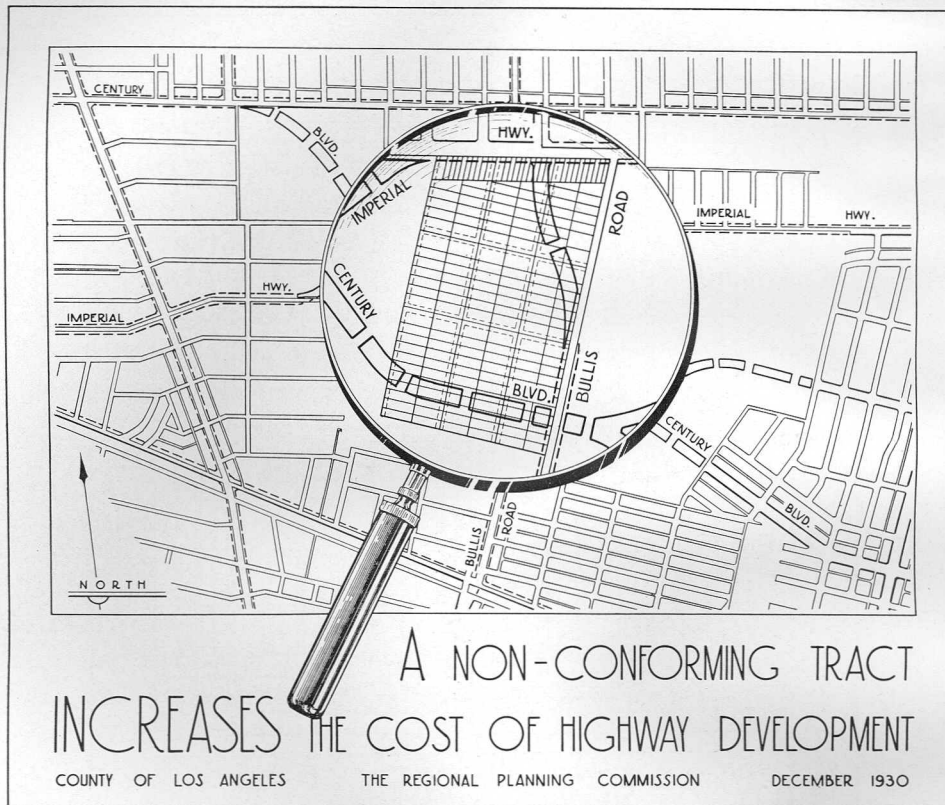 CENTURY
BLVD.
HWY.
IMPERIAL
ROAD
IMPERIAL HWY.
CENTURY
HWY.
IMPERIAL
BLVD.
BULLIS
CENTURY
BLVD.
BULLIS
ROAD
NORTH
A NON-CONFORMING TRACT
INCREASES THE COST OF HIGHWAY DEVELOPMENT
COUNTY OF LOS ANGELES THE REGIONAL PLANNING COMMISSION DECEMBER 1930